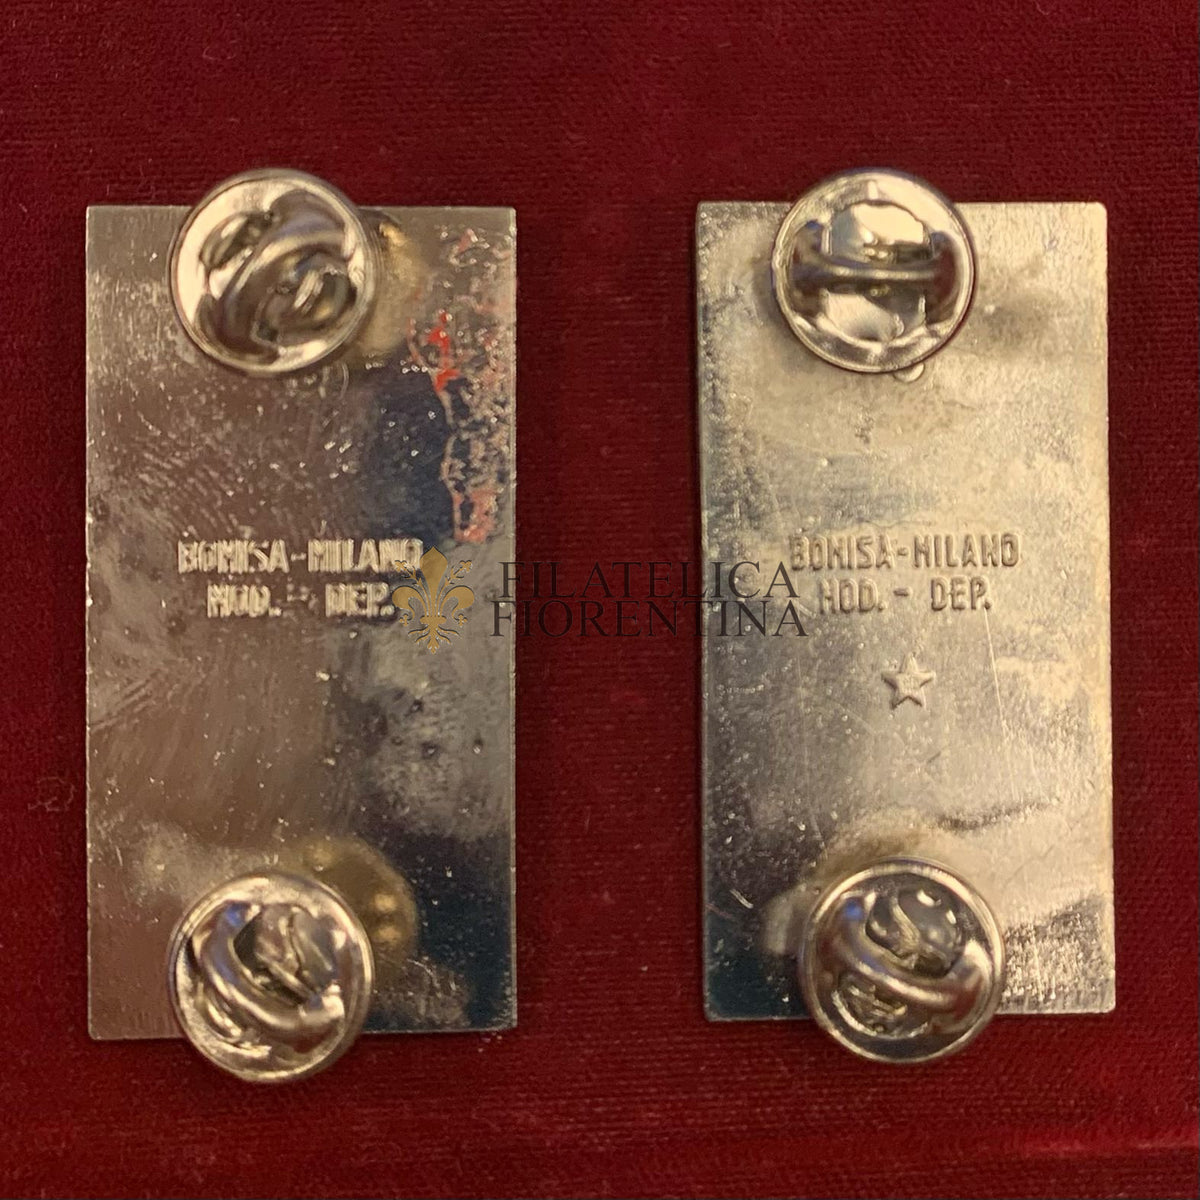 BOMISA-MILANO
MOD. - DEP.
BOMISA-MILANO
MOD. - DEP.
FILATELICA
FIORENTINA